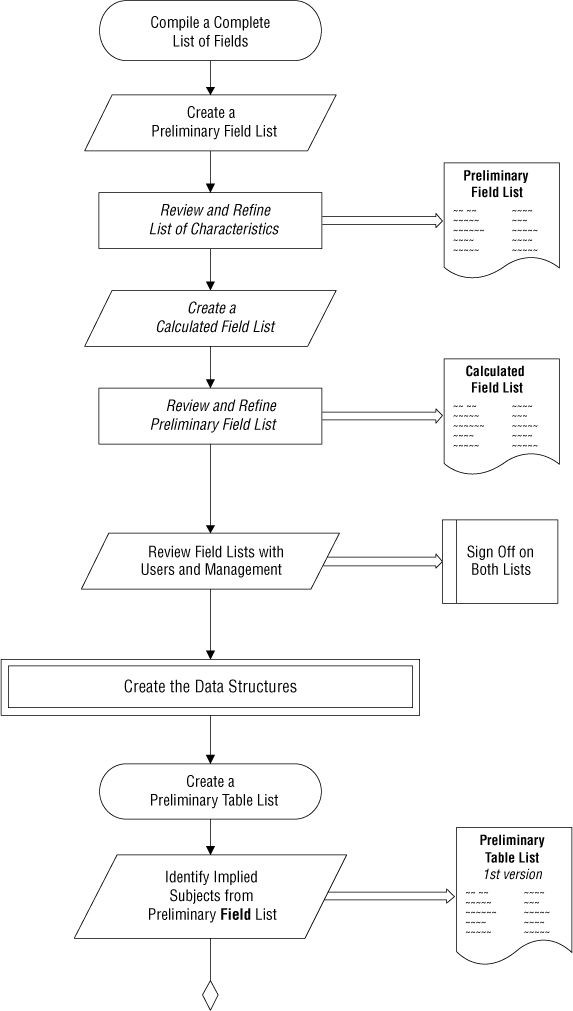 Compile a Complete
List of Fields
Create a
Preliminary Field List
Review and Refine
List of Characteristics
Preliminary
Field List
Create a
Calculated Field List
Review and Refine
Preliminary Field List
Calculated
Field List
Review Field Lists with
Users and Management
Sign Off on
Both Lists
Create the Data Structures
Create a
Preliminary Table List
Identify Implied
Subjects from
Preliminary Field List
Preliminary
Table List
1st version